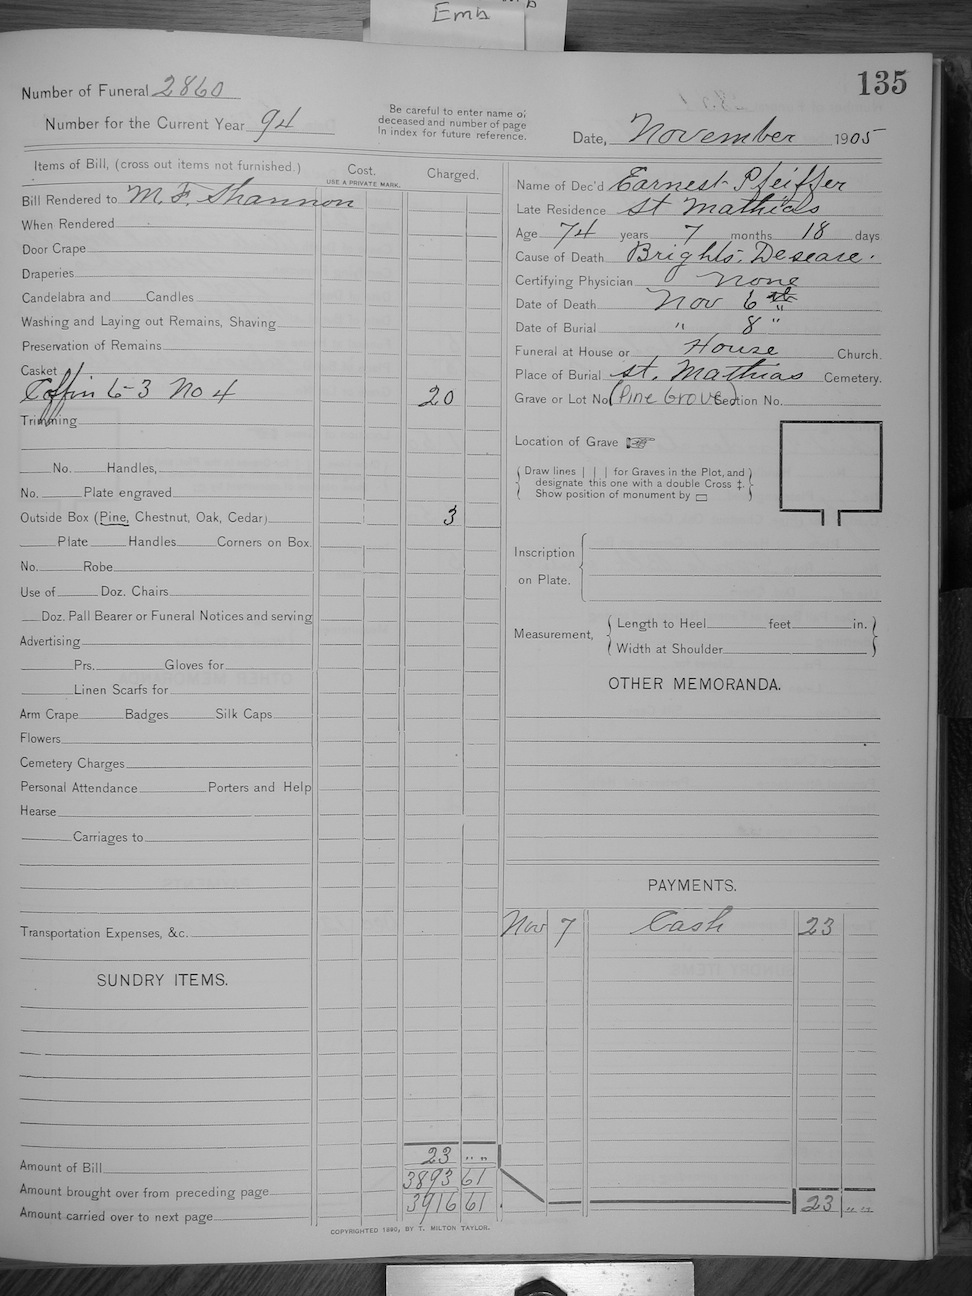 Emb
135
Number of Funeral 2860
Number for the Current Year 94
Be careful to enter name of
deceased and number of page
In index for future reference.
Date, November 1905
Items of Bill, (cross out items not furnished.)
Cost.
USE A PRIVATE MARK.
Charged.
Bill Rendered to M. F. Shannon
When Rendered
Door Crape
Draperies
Candelabra and Candles
Washing and Laying out Remains, Shaving
Preservation of Remains
Casket
Coffin 6-3 No 4 20
Trimming
No. Handles,
No. Plate engraved
Outside Box (Pine, Chestnut, Oak, Cedar) 3
Plate Handles Corners on Box.
No. Robe
Use of Doz. Chairs
Doz. Pall Bearer or Funeral Notices and serving
Advertising
Prs. Gloves for
Linen Scarfs for
Arm Crape Badges Silk Caps
Flowers
Cemetery Charges
Personal Attendance Porters and Help
Hearse
Carriages to
Transportation Expenses, &c.
SUNDRY ITEMS.
Amount of Bill 23 " "
Amount brought over from preceding page 3893 61
Amount carried over to next page 3916 61
Name of Dec'd Earnest Pfeiffer
Late Residence St Mathias
Age 74 years 7 months 18 days
Cause of Death Brights Desease.
Certifying Physician none
Date of Death Nov 6th
Date of Burial " 8 "
Funeral at House or House Church.
Place of Burial St. Mathias Cemetery.
Grave or Lot No. (Pine Grove) Section No.
Location of Grave ☞
Draw lines | | | for Graves in the Plot, and
designate this one with a double Cross ‡.
Show position of monument by ▭
Inscription
on Plate.
Measurement, Length to Heel feet in.
Width at Shoulder
OTHER MEMORANDA.
PAYMENTS.
Nov 7 Cash 23
23 " "
COPYRIGHTED 1890, BY T. MILTON TAYLOR.